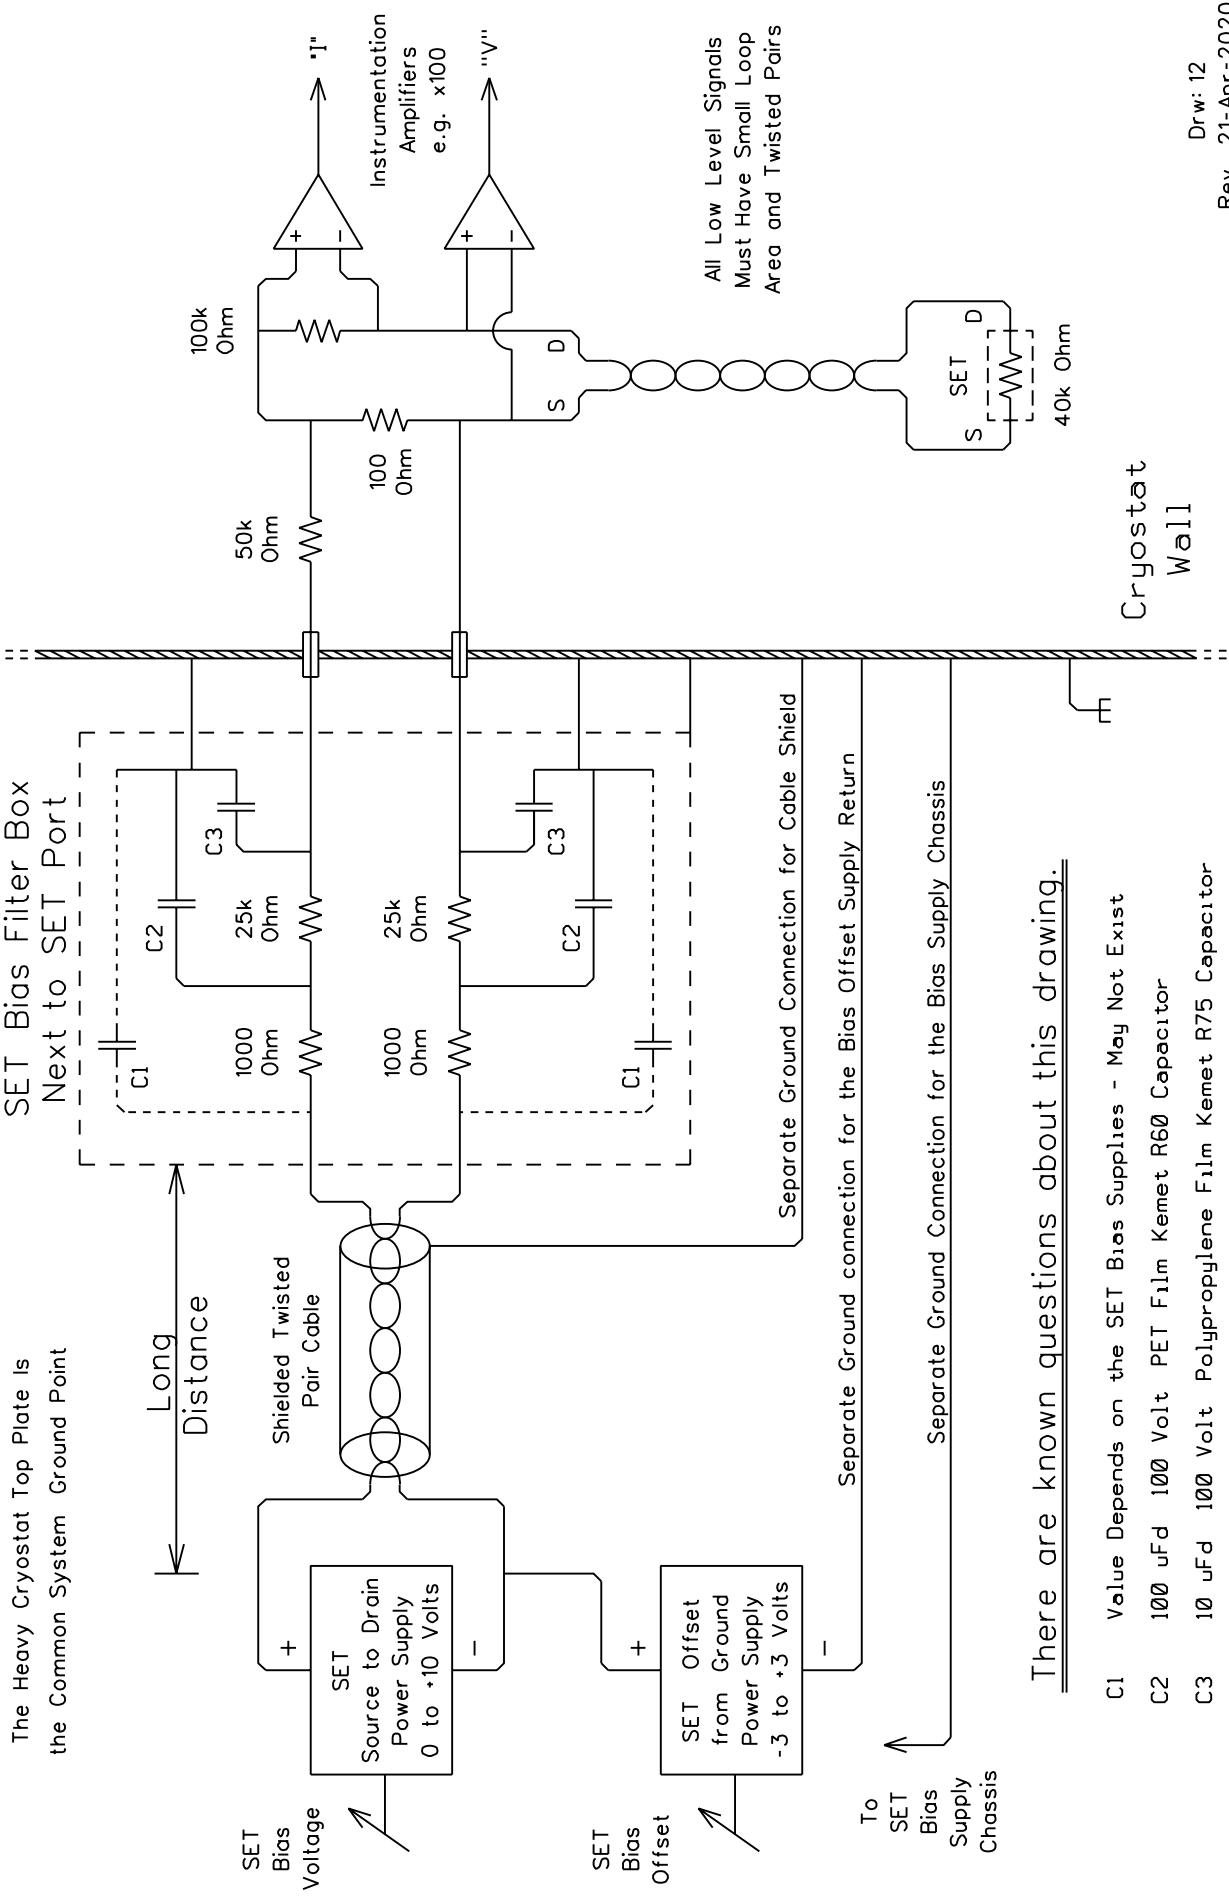 The Heavy Cryostat Top Plate Is
the Common System Ground Point
SET Bias Filter Box
Next to SET Port
Long
Distance
C1
C2
C3
1000
Ohm
25k
Ohm
50k
Ohm
100k
Ohm
"I"
Instrumentation
Amplifiers
e.g. x100
"V"
+
-
+
-
Shielded Twisted
Pair Cable
1000
Ohm
25k
Ohm
100
Ohm
C1
C2
C3
S
D
All Low Level Signals
Must Have Small Loop
Area and Twisted Pairs
SET
Bias
Voltage
+
SET
Source to Drain
Power Supply
0 to +10 Volts
-
SET
Bias
Offset
+
SET Offset
from Ground
Power Supply
-3 to +3 Volts
-
Separate Ground Connection for Cable Shield
Separate Ground connection for the Bias Offset Supply Return
Separate Ground Connection for the Bias Supply Chassis
To
SET
Bias
Supply
Chassis
SET
S
D
40k Ohm
Cryostat
Wall
There are known questions about this drawing.
C1 Value Depends on the SET Bias Supplies - May Not Exist
C2 100 uFd 100 Volt PET Film Kemet R60 Capacitor
C3 10 uFd 100 Volt Polypropylene Film Kemet R75 Capacitor
Drw: 12
Rev. 21-Apr-2020